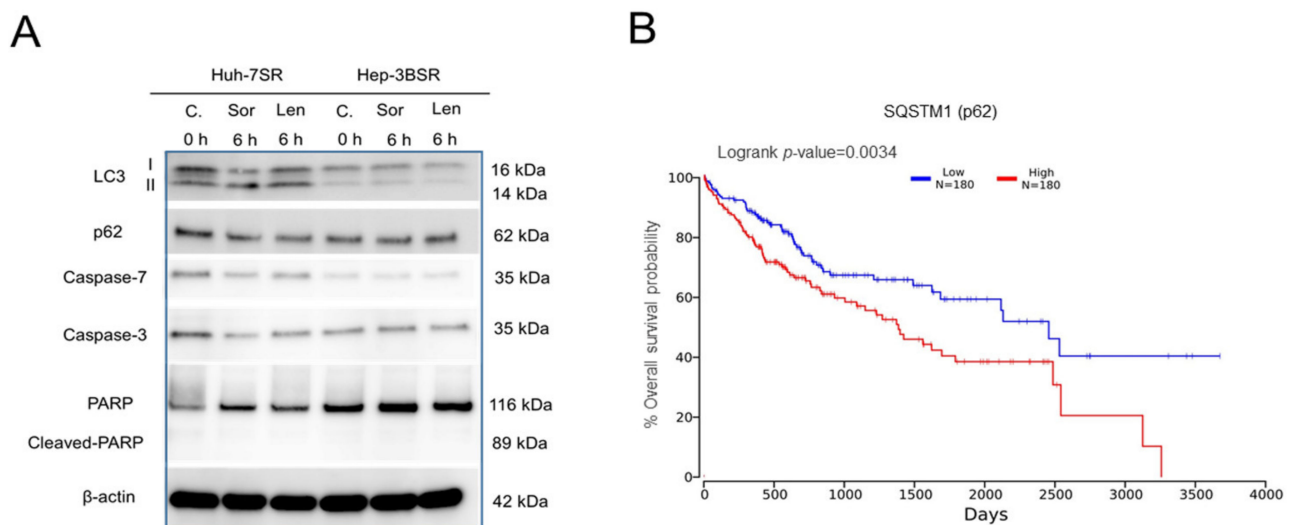 A
Huh-7SR Hep-3BSR
C. Sor Len C. Sor Len
0 h 6 h 6 h 0 h 6 h 6 h
LC3
I
II
16 kDa
14 kDa
p62 62 kDa
Caspase-7 35 kDa
Caspase-3 35 kDa
PARP 116 kDa
Cleaved-PARP 89 kDa
β-actin 42 kDa
B
SQSTM1 (p62)
Logrank p-value=0.0034
Low
N=180
High
N=180
% Overall survival probability
100
80
60
40
20
0
0 500 1000 1500 2000 2500 3000 3500 4000
Days